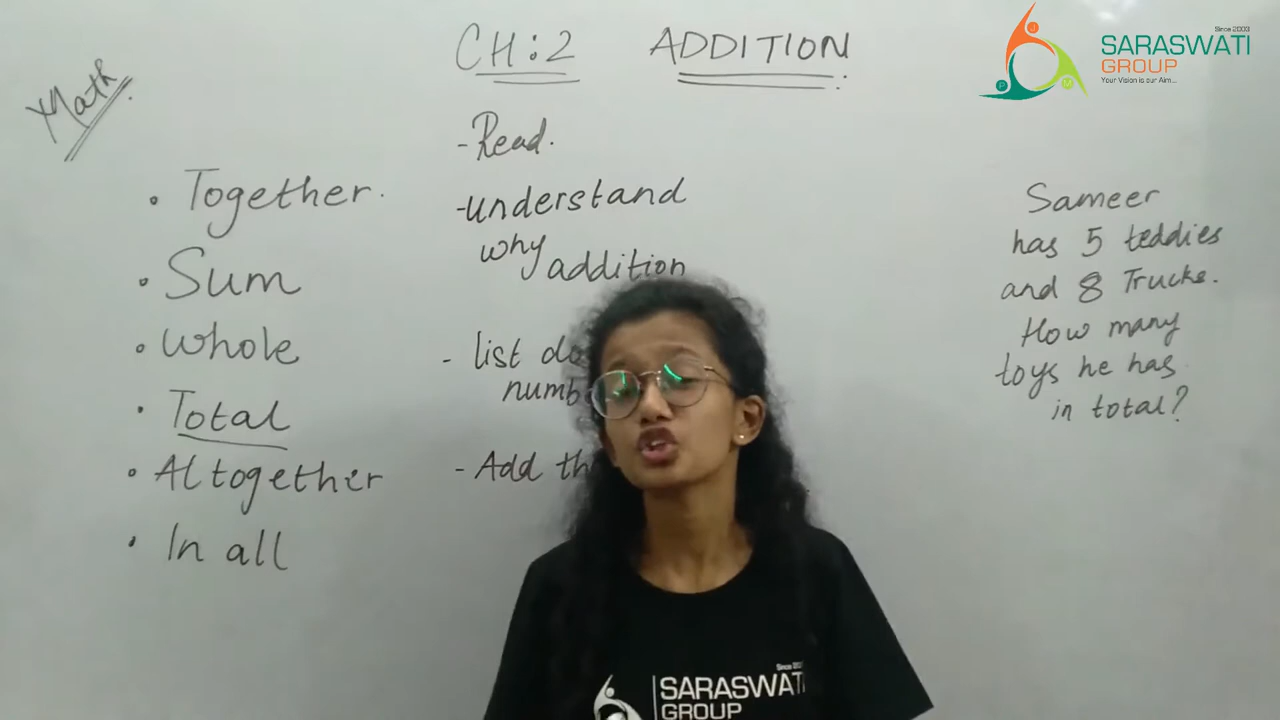 Math
CH:2 ADDITION
• Together.
• Sum
• Whole
• Total
• Altogether
• In all
- Read.
- understand
why addition
- list
- Add
Sameer
has 5 teddies
and 8 Trucks.
How many
toys he has
in total?
Since 2003
SARASWATI
GROUP
Your Vision is our Aim...
J
P
M
Since
SARASWATI
GROUP